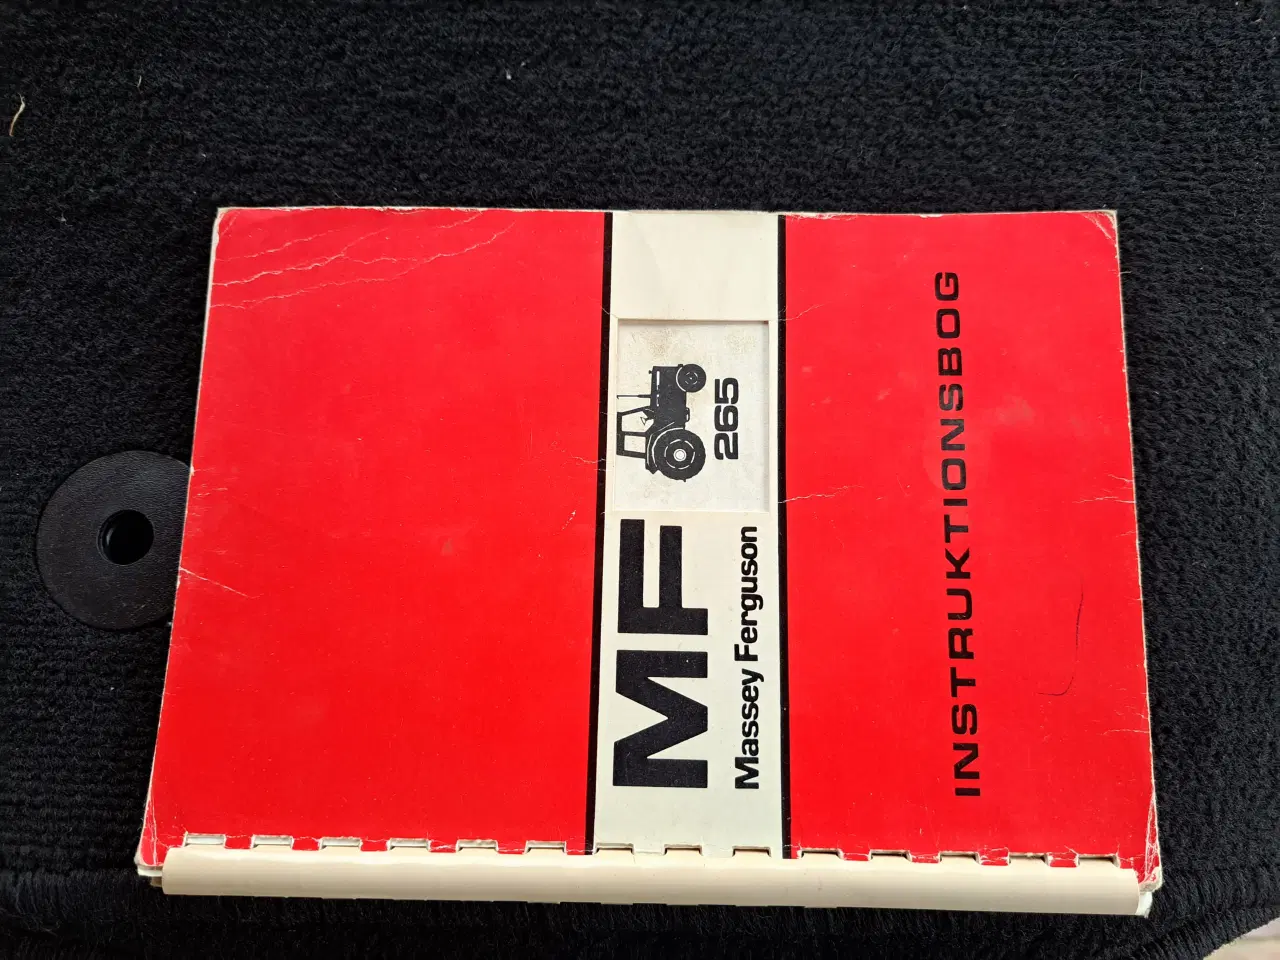 MF
Massey Ferguson
265
INSTRUKTIONSBOG